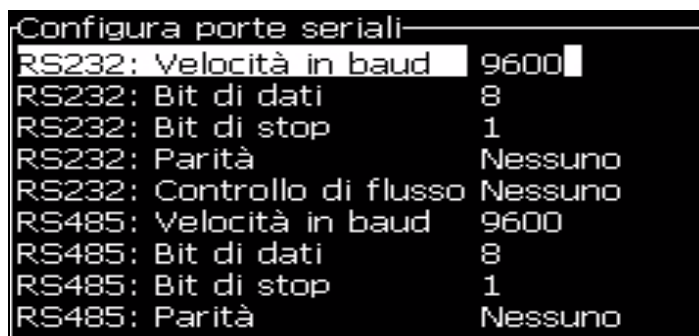 Configura porte seriali
RS232: Velocità in baud 9600
RS232: Bit di dati 8
RS232: Bit di stop 1
RS232: Parità Nessuno
RS232: Controllo di flusso Nessuno
RS485: Velocità in baud 9600
RS485: Bit di dati 8
RS485: Bit di stop 1
RS485: Parità Nessuno